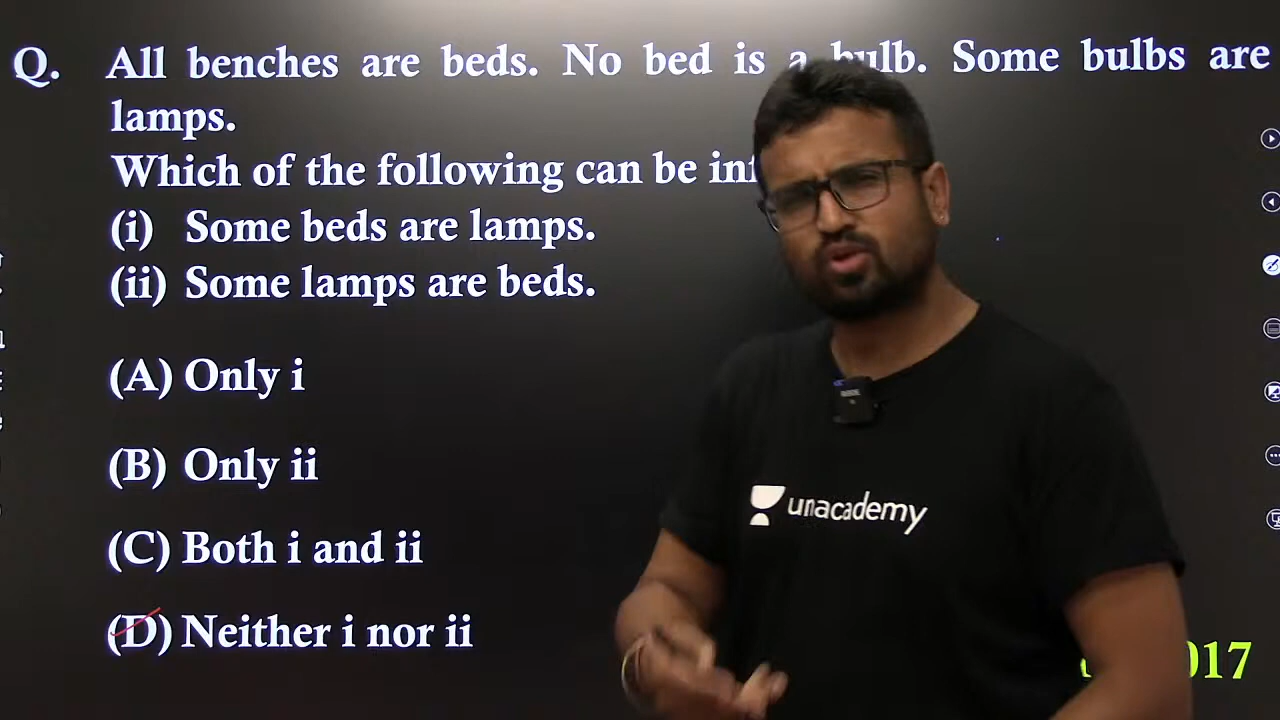 Q. All benches are beds. No bed is a bulb. Some bulbs are
lamps.
Which of the following can be
(i) Some beds are lamps.
(ii) Some lamps are beds.
(A) Only i
(B) Only ii
(C) Both i and ii
(D) Neither i nor ii
unacademy
017